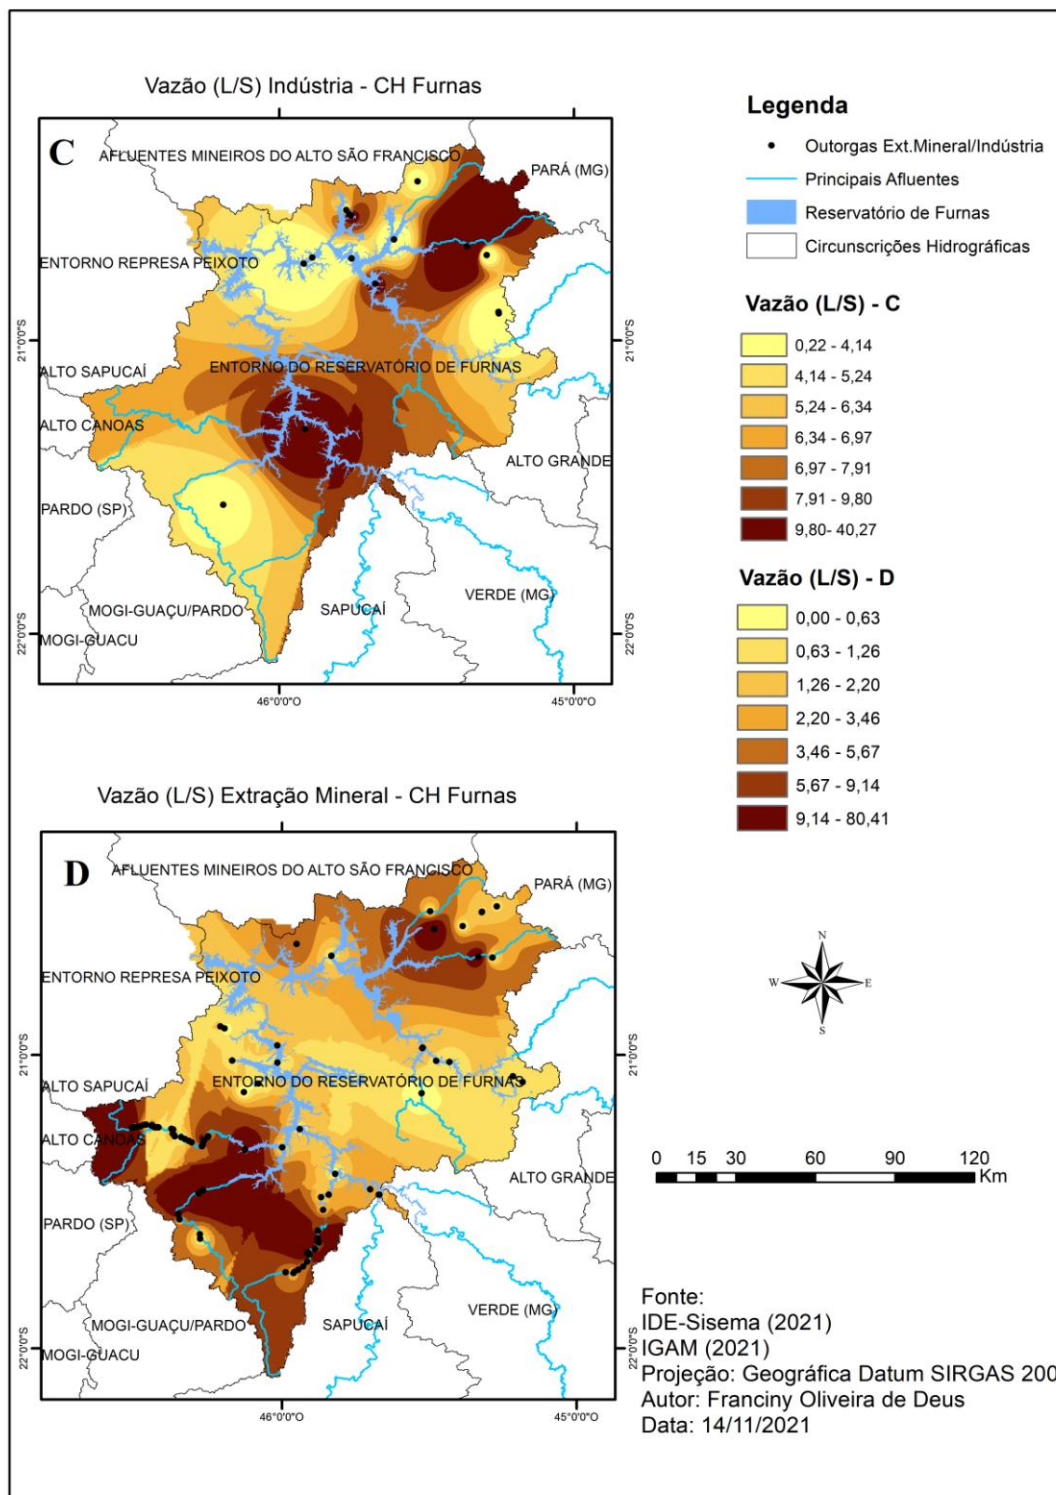 Vazão (L/S) Indústria - CH Furnas
C
AFLUENTES MINEIROS DO ALTO SÃO FRANCISCO
PARÁ (MG)
ENTORNO REPRESA PEIXOTO
ENTORNO DO RESERVATÓRIO DE FURNAS
ALTO SAPUCAÍ
ALTO CANOAS
ALTO GRANDE
PARDO (SP)
VERDE (MG)
MOGI-GUAÇU/PARDO
SAPUCAÍ
MOGI-GUACU
21°0'0"S
21°0'0"S
22°0'0"S
22°0'0"S
46°0'0"O
45°0'0"O
Legenda
Outorgas Ext.Mineral/Indústria
Principais Afluentes
Reservatório de Furnas
Circunscrições Hidrográficas
Vazão (L/S) - C
0,22 - 4,14
4,14 - 5,24
5,24 - 6,34
6,34 - 6,97
6,97 - 7,91
7,91 - 9,80
9,80- 40,27
Vazão (L/S) - D
0,00 - 0,63
0,63 - 1,26
1,26 - 2,20
2,20 - 3,46
3,46 - 5,67
5,67 - 9,14
9,14 - 80,41
Vazão (L/S) Extração Mineral - CH Furnas
D
AFLUENTES MINEIROS DO ALTO SÃO FRANCISCO
PARÁ (MG)
ENTORNO REPRESA PEIXOTO
ENTORNO DO RESERVATÓRIO DE FURNAS
ALTO SAPUCAÍ
ALTO CANOAS
ALTO GRANDE
PARDO (SP)
VERDE (MG)
MOGI-GUAÇU/PARDO
SAPUCAÍ
MOGI-GUACU
21°0'0"S
21°0'0"S
22°0'0"S
22°0'0"S
46°0'0"O
45°0'0"O
N
W
E
S
0 15 30 60 90 120
Km
Fonte:
IDE-Sisema (2021)
IGAM (2021)
Projeção: Geográfica Datum SIRGAS 200
Autor: Franciny Oliveira de Deus
Data: 14/11/2021